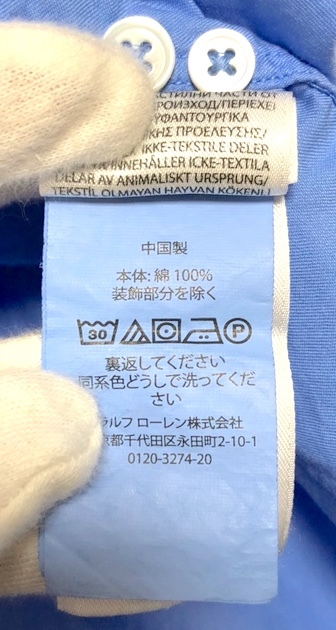 СТИЛНИ ЧАСТИ ОТ
РОИЗХОД/ΠΕΡΙΕΧΕΙ
ΥΦΑΝΤΟΥΡΓΙΚΑ
ΚΗΣ ΠΡΟΕΛΕΥΣΗΣ/
IKKE-TEKSTILE DELER
INNEHÅLLER ICKE-TEXTILA
DELAR AV ANIMALISKT URSPRUNG/
TEKSTİL OLMAYAN HAYVAN KÖKENLİ
中国製
本体: 綿 100%
装飾部分を除く
30 P
裏返してください
同系色どうしで洗ってくだ
さい
ラルフ ローレン株式会社
京都千代田区永田町2-10-1
0120-3274-20